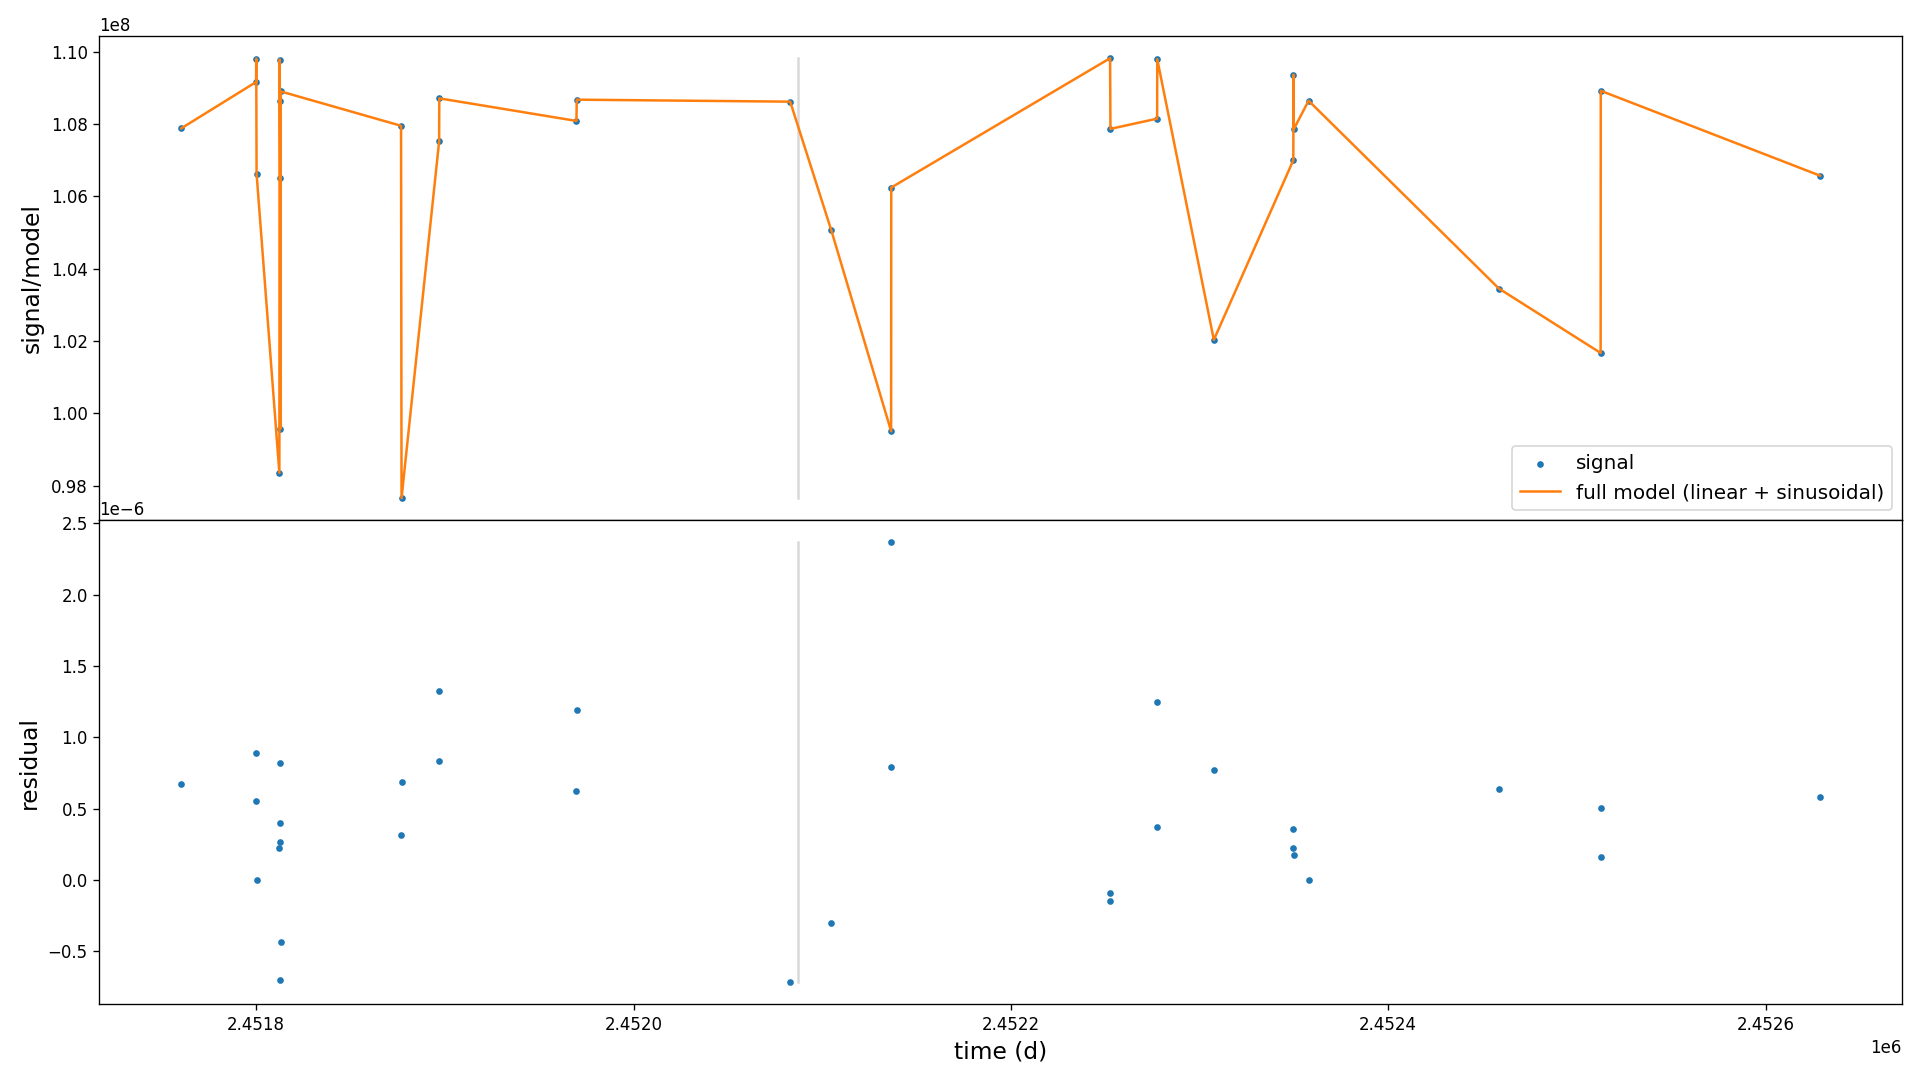 1e8
1.10
1.08
1.06
1.04
1.02
1.00
0.98
signal/model
signal
full model (linear + sinusoidal)
1e−6
2.5
2.0
1.5
1.0
0.5
0.0
−0.5
residual
2.4518
2.4520
2.4522
2.4524
2.4526
1e6
time (d)